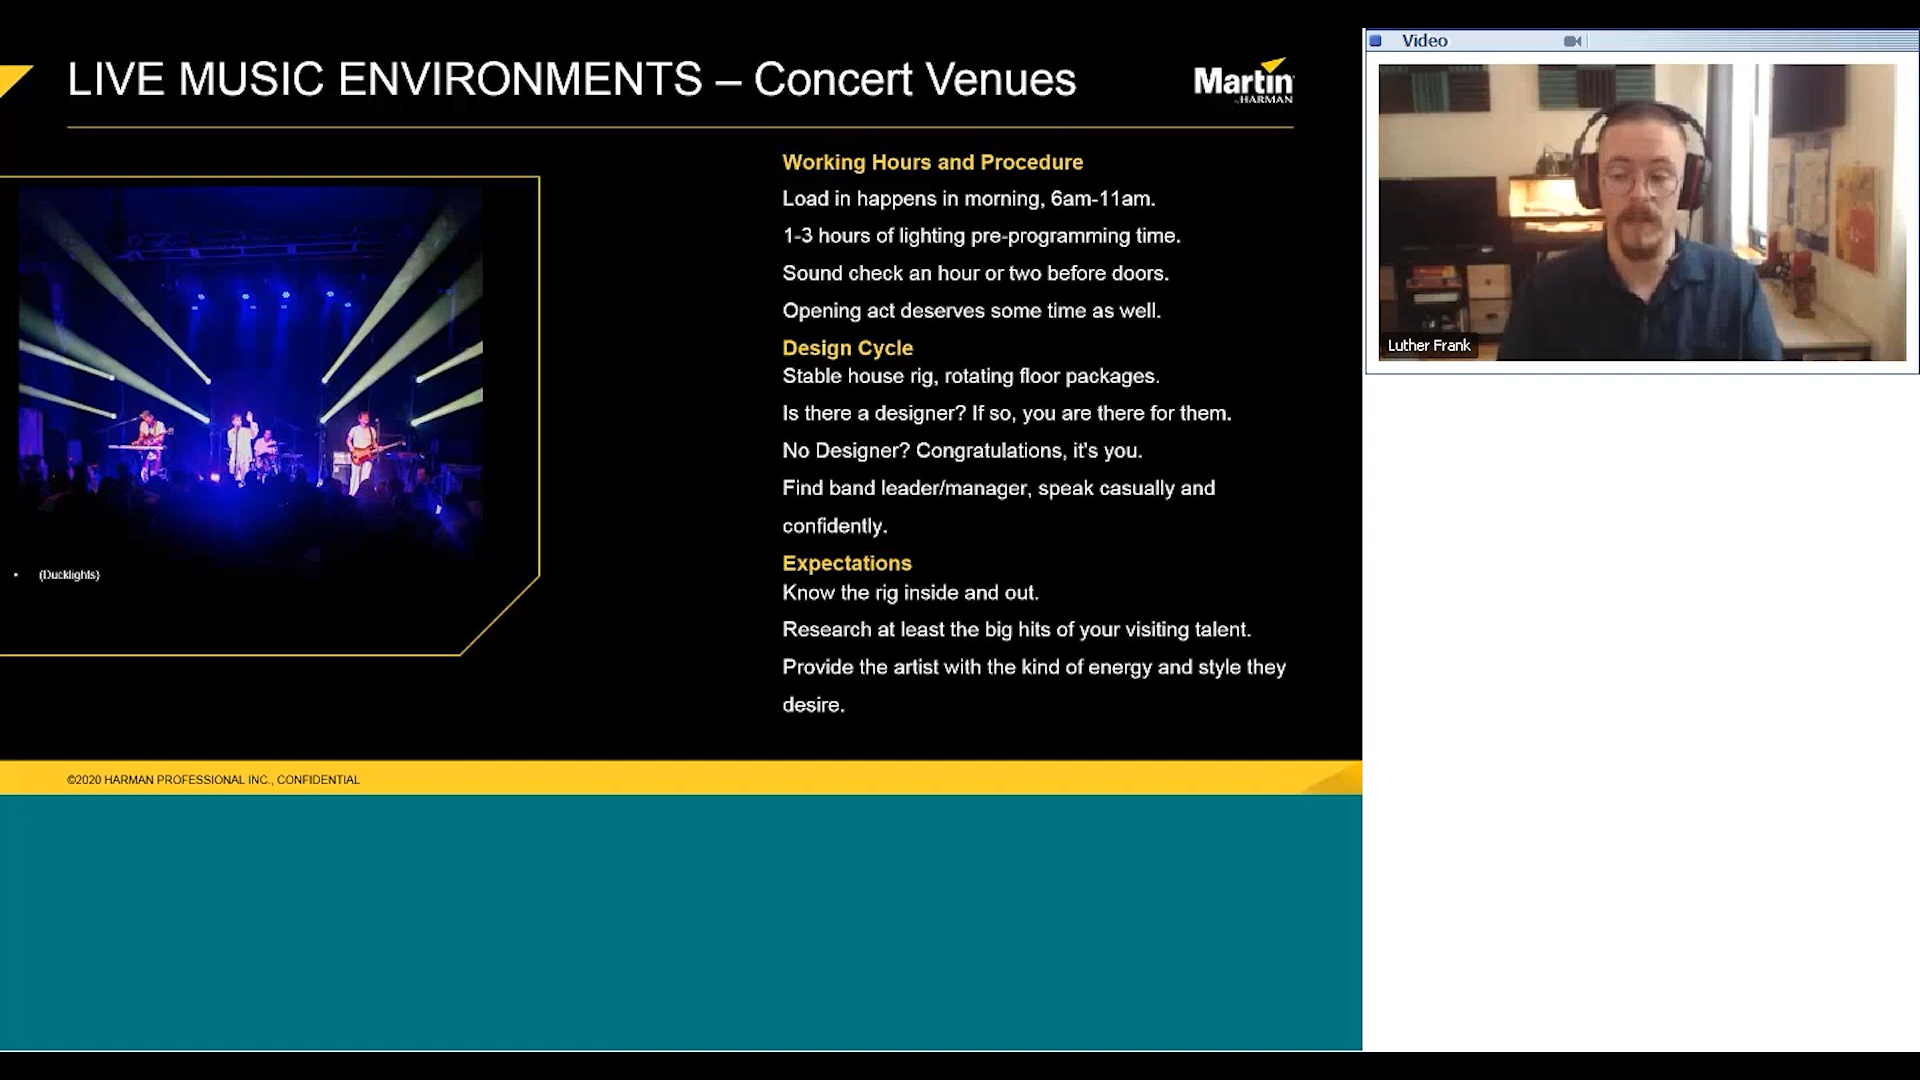 LIVE MUSIC ENVIRONMENTS – Concert Venues
Martin
by HARMAN
Working Hours and Procedure
Load in happens in morning, 6am-11am.
1-3 hours of lighting pre-programming time.
Sound check an hour or two before doors.
Opening act deserves some time as well.
Design Cycle
Stable house rig, rotating floor packages.
Is there a designer? If so, you are there for them.
No Designer? Congratulations, it's you.
Find band leader/manager, speak casually and
confidently.
Expectations
Know the rig inside and out.
Research at least the big hits of your visiting talent.
Provide the artist with the kind of energy and style they
desire.
• (Ducklights)
©2020 HARMAN PROFESSIONAL INC., CONFIDENTIAL
Video
Luther Frank